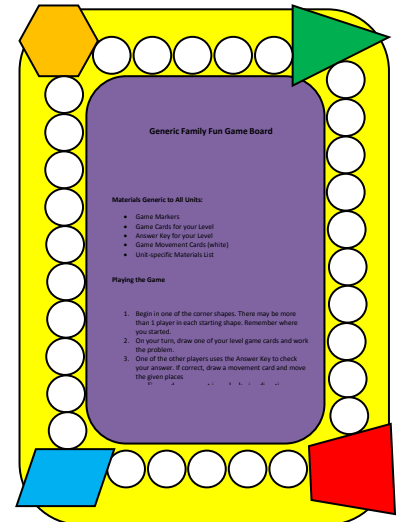 Generic Family Fun Game Board
Materials Generic to All Units:
• Game Markers
• Game Cards for your Level
• Answer Key for your Level
• Game Movement Cards (white)
• Unit-specific Materials List
Playing the Game
1. Begin in one of the corner shapes. There may be more
than 1 player in each starting shape. Remember where
you started.
2. On your turn, draw one of your level game cards and work
the problem.
3. One of the other players uses the Answer Key to check
your answer. If correct, draw a movement card and move
the given places